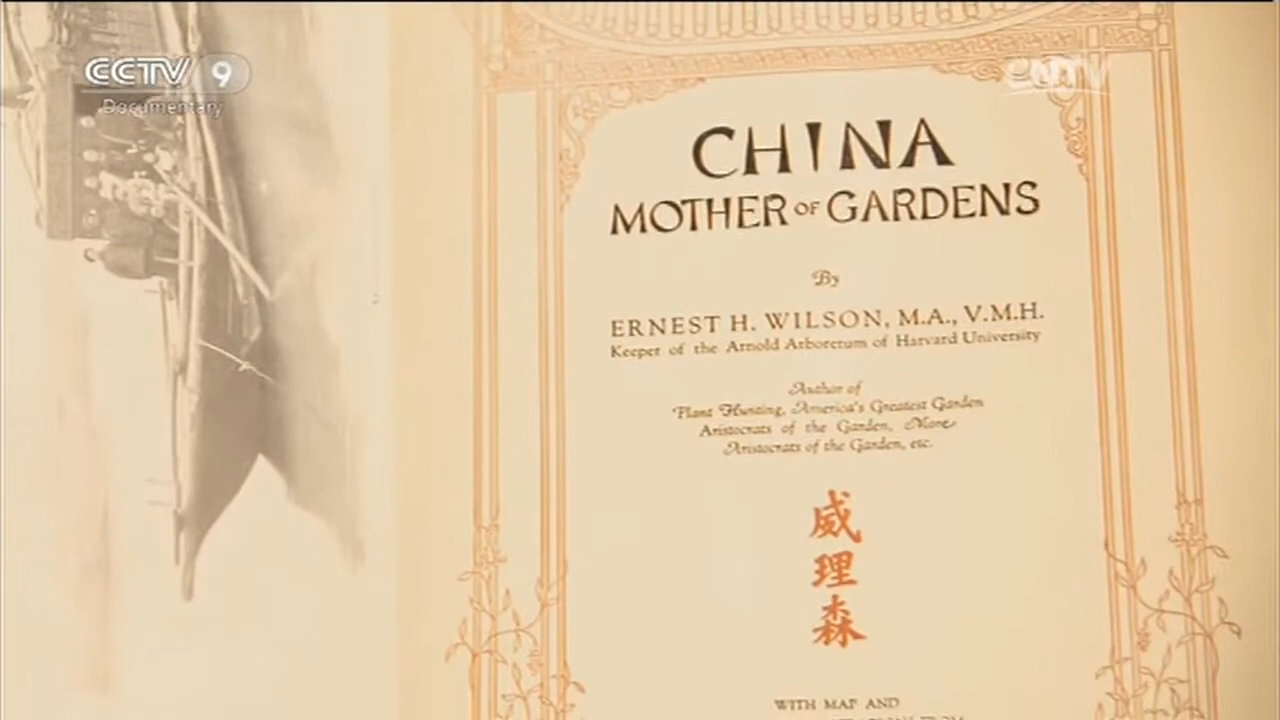 CCTV 9
Documentary
CNTV
CHINA
MOTHER OF GARDENS
By
ERNEST H. WILSON, M.A., V.M.H.
Keeper of the Arnold Arboretum of Harvard University
Author of
Plant Hunting, America's Greatest Garden
Aristocrats of the Garden, More
Aristocrats of the Garden, etc.
威
理
森
WITH MAP AND